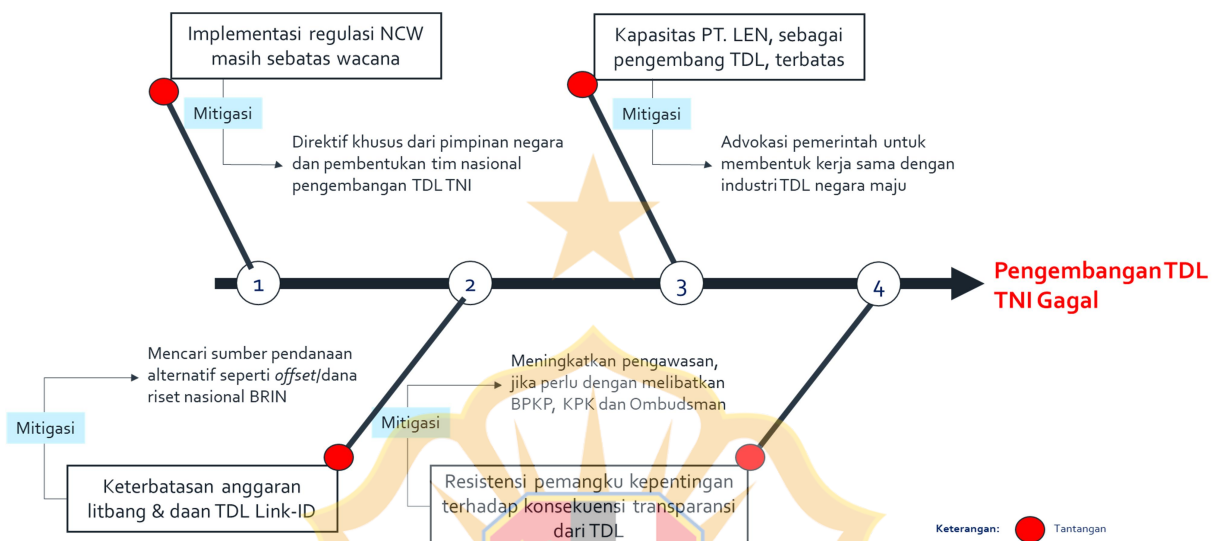 Implementasi regulasi NCW
masih sebatas wacana
Mitigasi
Direktif khusus dari pimpinan negara
dan pembentukan tim nasional
pengembangan TDL TNI
Kapasitas PT. LEN, sebagai
pengembang TDL, terbatas
Mitigasi
Advokasi pemerintah untuk
membentuk kerja sama dengan
industri TDL negara maju
1
2
3
4
Pengembangan TDL
TNI Gagal
Mencari sumber pendanaan
alternatif seperti offset/dana
riset nasional BRIN
Mitigasi
Keterbatasan anggaran
litbang & daan TDL Link-ID
Meningkatkan pengawasan,
jika perlu dengan melibatkan
BPKP, KPK dan Ombudsman
Mitigasi
Resistensi pemangku kepentingan
terhadap konsekuensi transparansi
dari TDL
Keterangan:
Tantangan